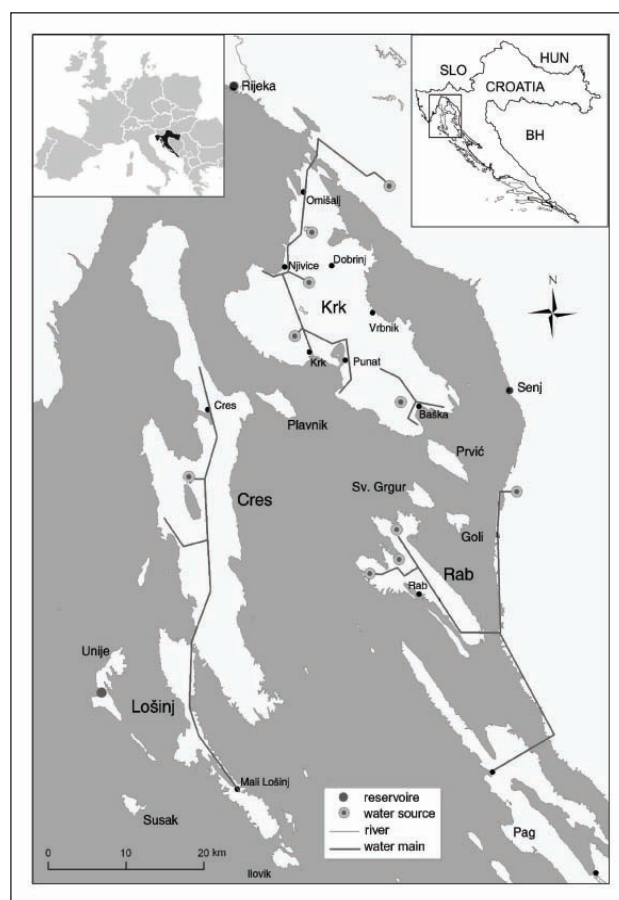 HUN
SLO
CROATIA
BH
Rijeka
Omišalj
Njivice
Dobrinj
Krk
Vrbnik
N
Krk
Punat
Senj
Cres
Plavnik
Baška
Prvić
Sv. Grgur
Cres
Goli
Rab
Rab
Unije
Lošinj
Mali Lošinj
reservoire
water source
river
water main
Susak
Pag
0 10 20 km
Ilovik